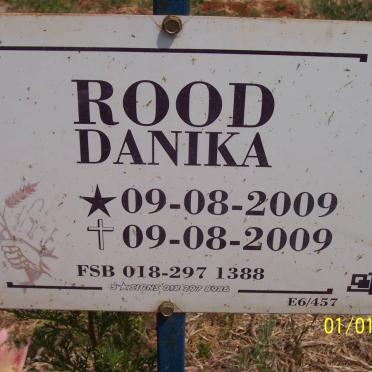 ROOD
DANIKA
★ 09-08-2009
✝ 09-08-2009
FSB 018-297 1388
E6/457
01/01